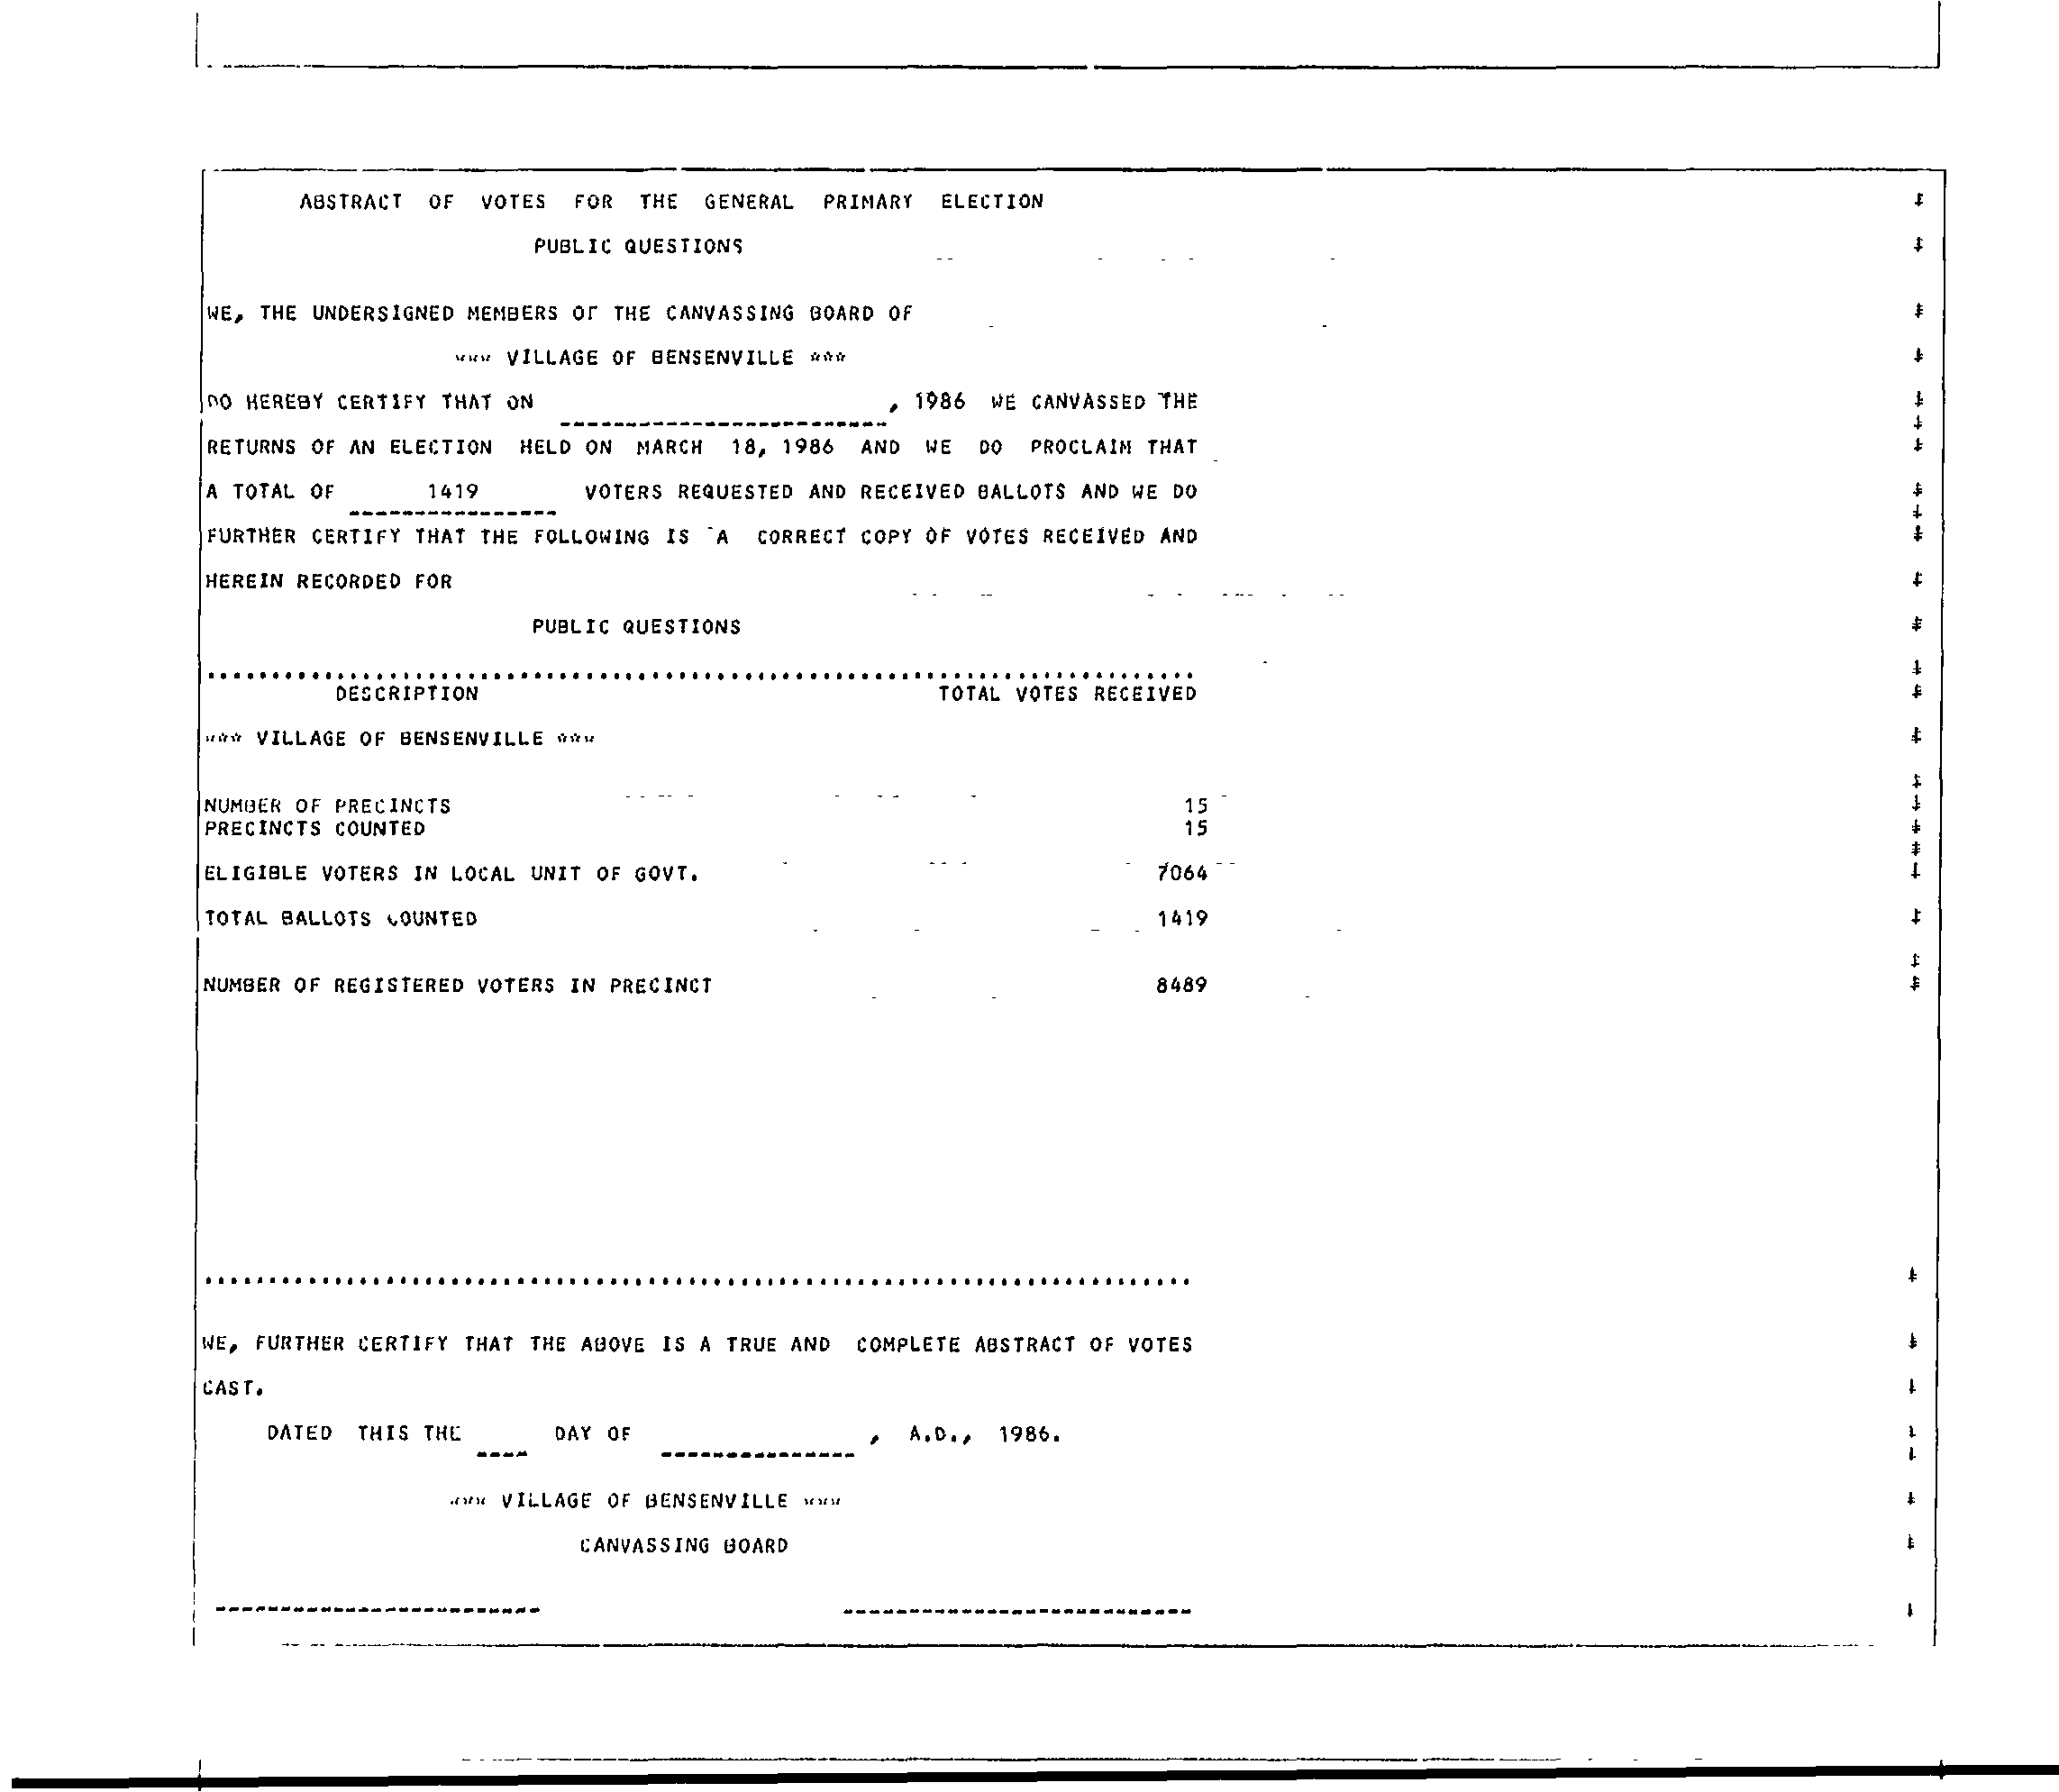 ABSTRACT OF VOTES FOR THE GENERAL PRIMARY ELECTION
PUBLIC QUESTIONS
WE, THE UNDERSIGNED MEMBERS OF THE CANVASSING BOARD OF
*** VILLAGE OF BENSENVILLE ***
DO HEREBY CERTIFY THAT ON , 1986 WE CANVASSED THE
RETURNS OF AN ELECTION HELD ON MARCH 18, 1986 AND WE DO PROCLAIM THAT
A TOTAL OF 1419 VOTERS REQUESTED AND RECEIVED BALLOTS AND WE DO
FURTHER CERTIFY THAT THE FOLLOWING IS A CORRECT COPY OF VOTES RECEIVED AND
HEREIN RECORDED FOR
PUBLIC QUESTIONS
DESCRIPTION TOTAL VOTES RECEIVED
*** VILLAGE OF BENSENVILLE ***
NUMBER OF PRECINCTS 15
PRECINCTS COUNTED 15
ELIGIBLE VOTERS IN LOCAL UNIT OF GOVT. 7064
TOTAL BALLOTS COUNTED 1419
NUMBER OF REGISTERED VOTERS IN PRECINCT 8489
WE, FURTHER CERTIFY THAT THE ABOVE IS A TRUE AND COMPLETE ABSTRACT OF VOTES
CAST.
DATED THIS THE DAY OF , A.D., 1986.
*** VILLAGE OF BENSENVILLE ***
CANVASSING BOARD